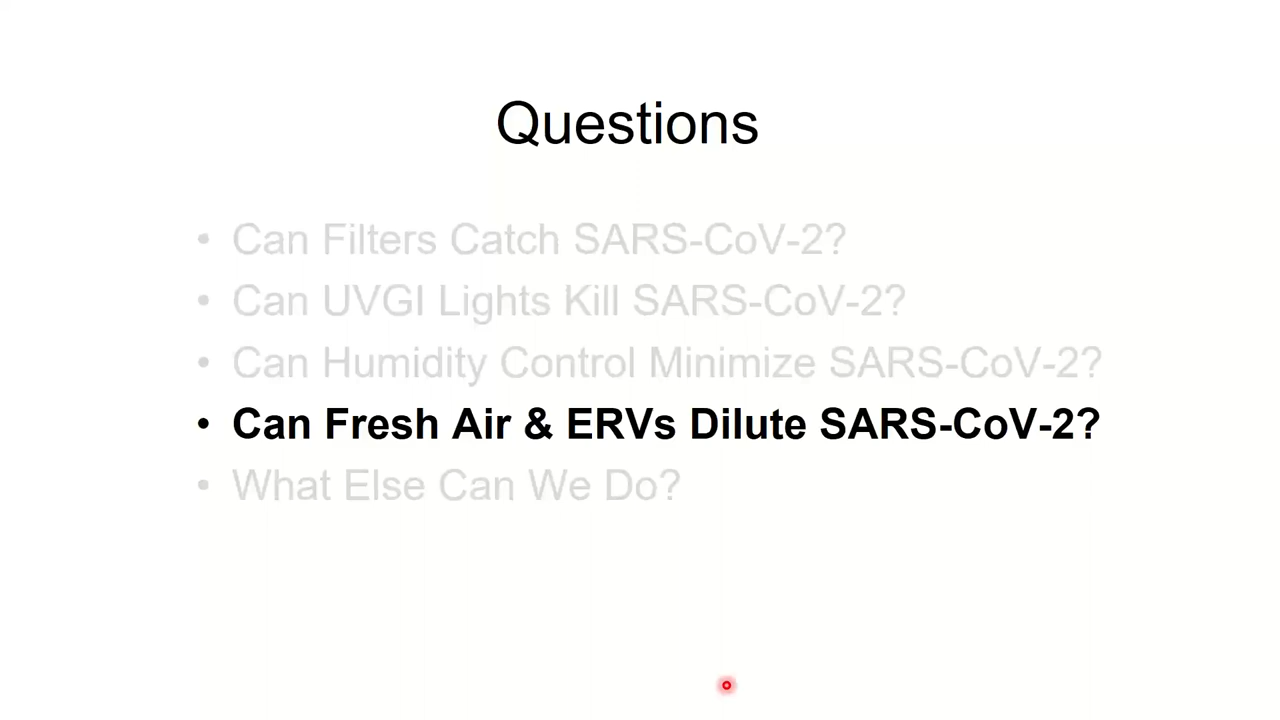 Questions
• Can Filters Catch SARS-CoV-2?
• Can UVGI Lights Kill SARS-CoV-2?
• Can Humidity Control Minimize SARS-CoV-2?
• Can Fresh Air & ERVs Dilute SARS-CoV-2?
• What Else Can We Do?